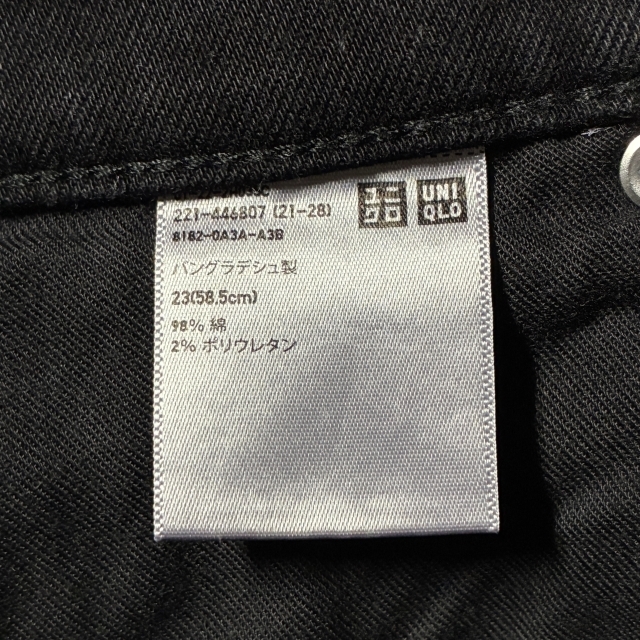 ユニ
クロ
UNI
QLO
221-446807 (21-28)
8182-0A3A-A3B
バングラデシュ製
23(58.5cm)
98% 綿
2% ポリウレタン